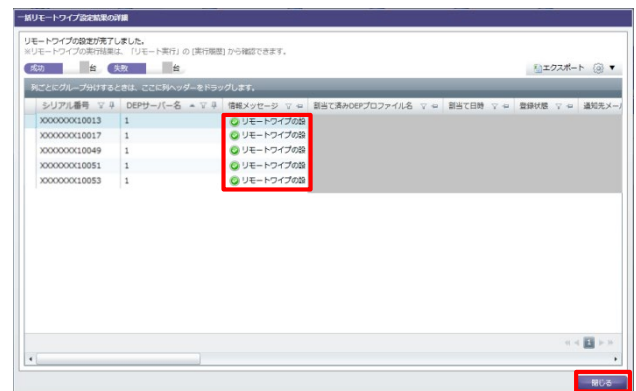 一括リモートワイプ設定結果の詳細
リモートワイプの設定が完了しました。
※リモートワイプの実行結果は、「リモート実行」の [実行履歴] から確認できます。
成功 台 失敗 台 エクスポート
列ごとにグループ分けするときは、ここに列ヘッダーをドラッグします。
シリアル番号 DEPサーバー名 情報メッセージ 割当て済みDEPプロファイル名 割当て日時 登録状態 通知先メー
XXXXXXX10013 1 リモートワイプの設
XXXXXXX10017 1 リモートワイプの設
XXXXXXX10049 1 リモートワイプの設
XXXXXXX10051 1 リモートワイプの設
XXXXXXX10053 1 リモートワイプの設
1
閉じる